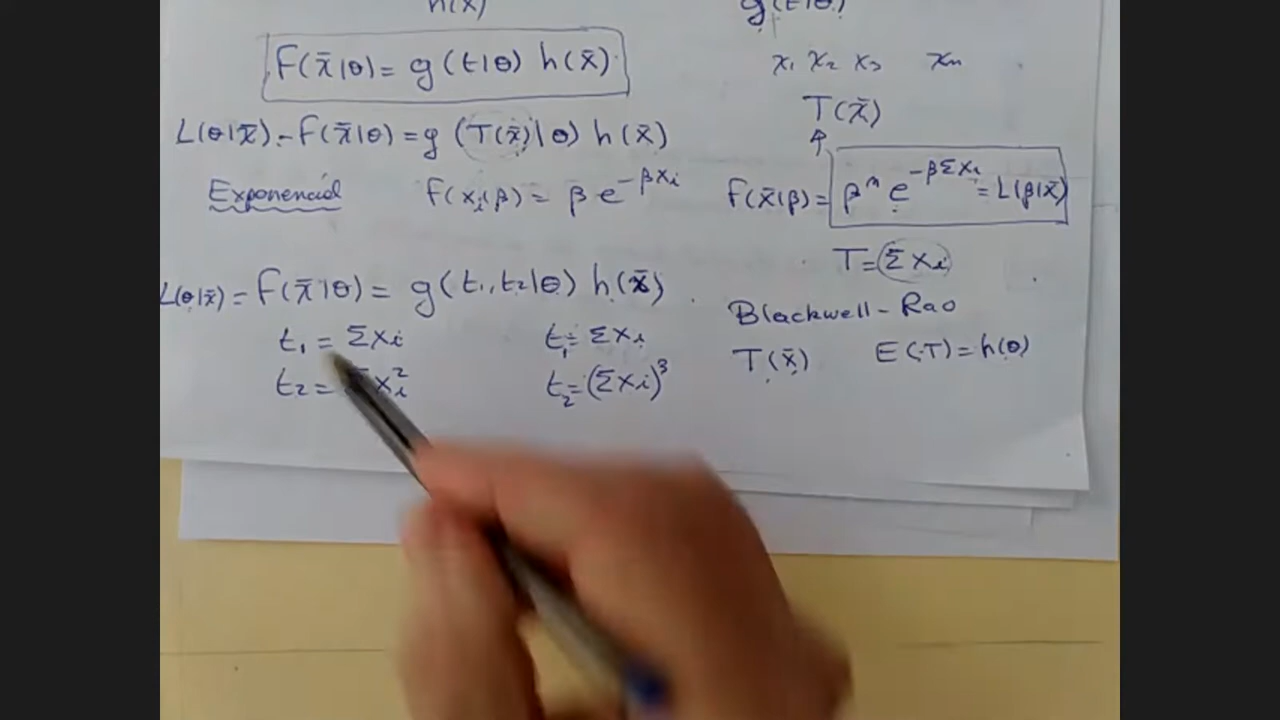 h(x̄)
f(x̄|θ) = g(t|θ) h(x̄)
L(θ|x̄) = f(x̄|θ) = g (T(x̄)|θ) h(x̄)
Exponencial f(xᵢ|β) = β e^{-βxᵢ}
L(θ|x̄) = f(x̄|θ) = g(t₁, t₂|θ) h(x̄)
t₁ = Σxᵢ t₁ = Σxᵢ
t₂ = Σxᵢ² t₂ = (Σxᵢ)³
g(t|θ)
x₁ x₂ x₃ xₙ
T(x̄)
↑
f(x̄|β) = βⁿ e^{-βΣxᵢ} = L(β|x̄)
T = Σxᵢ
Blackwell - Rao
T(x̄) E(T) = h(θ)